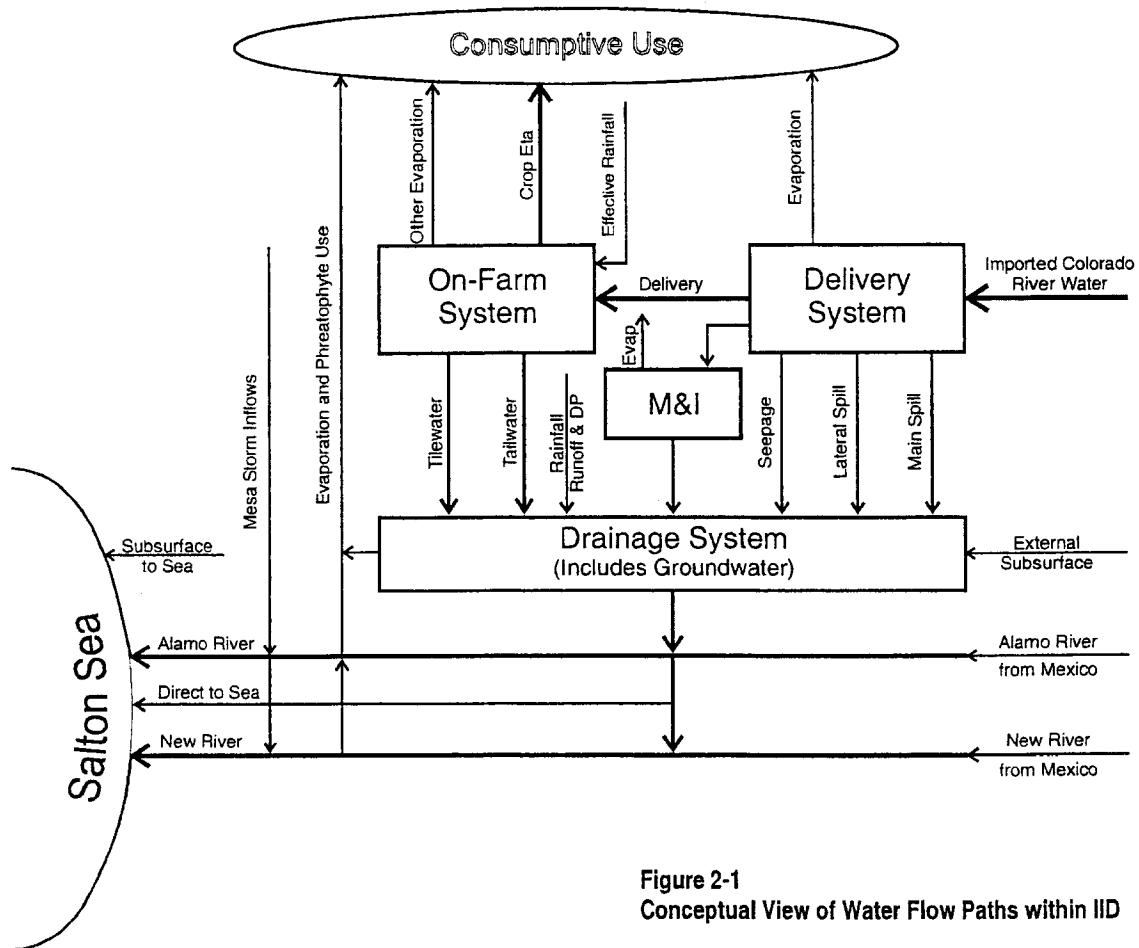 Consumptive Use
Other Evaporation
Crop Eta
Effective Rainfall
Evaporation
Evaporation and Phreatophyte Use
Mesa Storm Inflows
On-Farm
System
Delivery
Delivery
System
Imported Colorado
River Water
Evap
M&I
Tilewater
Tailwater
Rainfall
Runoff & DP
Seepage
Lateral Spill
Main Spill
Drainage System
(Includes Groundwater)
External
Subsurface
Subsurface
to Sea
Salton Sea
Alamo River
Alamo River
from Mexico
Direct to Sea
New River
New River
from Mexico
Figure 2-1
Conceptual View of Water Flow Paths within IID